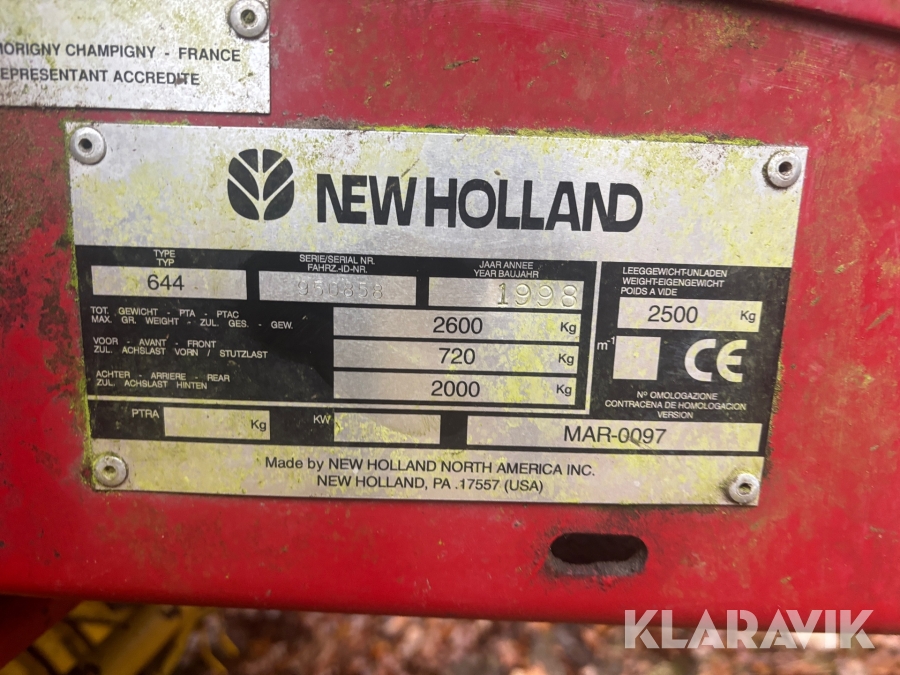 MORIGNY CHAMPIGNY - FRANCE
REPRESENTANT ACCREDITE
NEW HOLLAND
TYPE
TYP
644
SERIE/SERIAL NR.
FAHRZ.-ID-NR.
950858
JAAR ANNEE
YEAR BAUJAHR
1998
TOT. GEWICHT - PTA - PTAC
MAX. GR. WEIGHT - ZUL. GES. - GEW.
2600 Kg
VOOR - AVANT - FRONT
ZUL. ACHSLAST VORN / STUTZLAST
720 Kg
ACHTER - ARRIERE - REAR
ZUL. ACHSLAST HINTEN
2000 Kg
LEEGGEWICHT-UNLADEN
WEIGHT-EIGENGEWICHT
POIDS A VIDE
2500 Kg
m-1
CE
Nº OMOLOGAZIONE
CONTRACENA DE HOMOLOGACION
VERSION
PTRA Kg
KW
MAR-0097
Made by NEW HOLLAND NORTH AMERICA INC.
NEW HOLLAND, PA .17557 (USA)
KLARAVIK